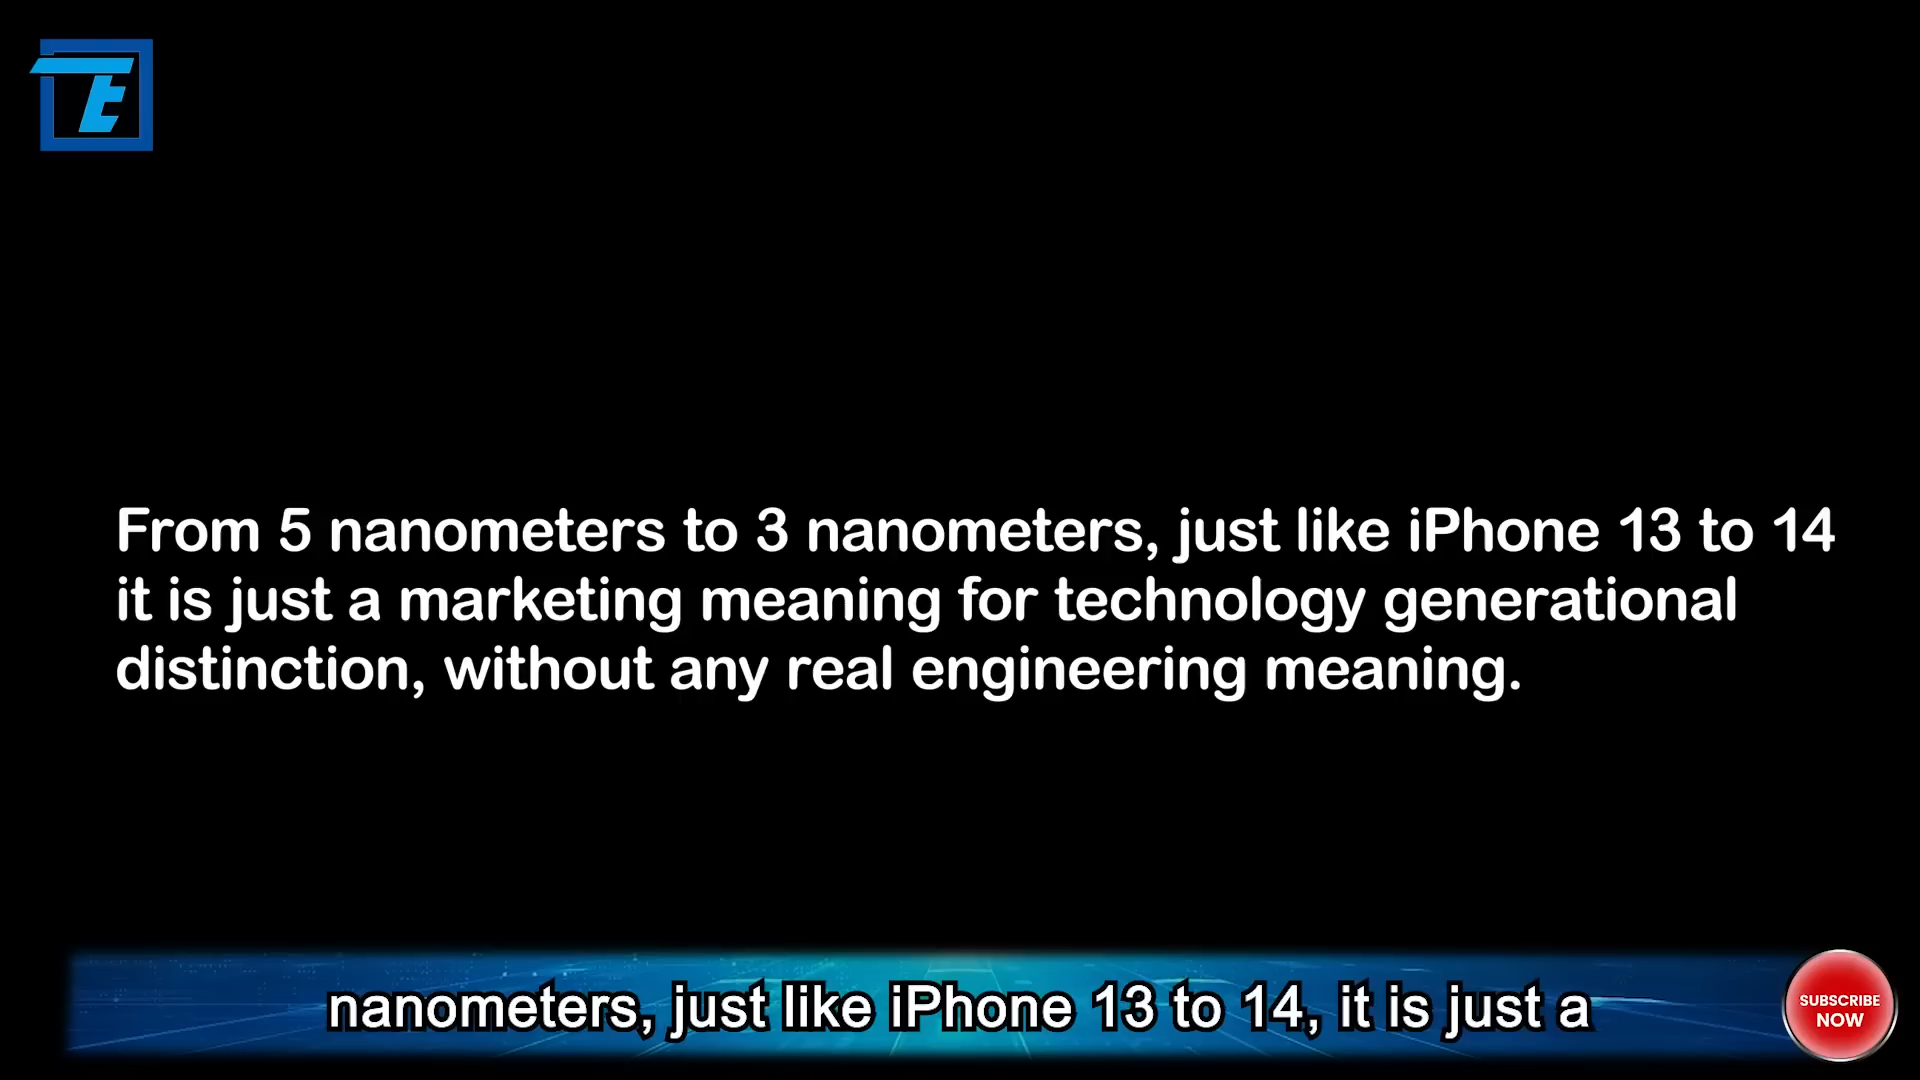 TE
From 5 nanometers to 3 nanometers, just like iPhone 13 to 14
it is just a marketing meaning for technology generational
distinction, without any real engineering meaning.
nanometers, just like iPhone 13 to 14, it is just a
SUBSCRIBE
NOW